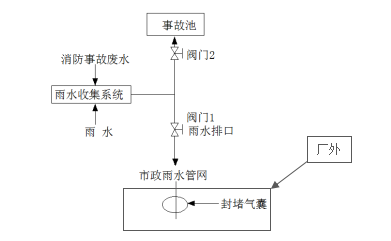 事故池
阀门2
消防事故废水
雨水收集系统
雨 水
阀门1
雨水排口
厂外
市政雨水管网
封堵气囊